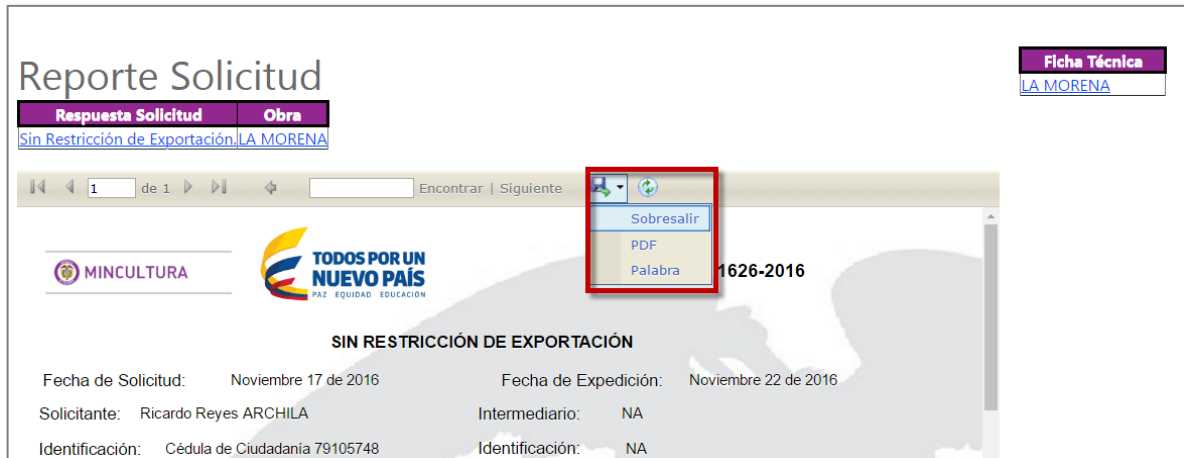 Reporte Solicitud
Respuesta Solicitud Obra
Sin Restricción de Exportación. LA MORENA
Ficha Técnica
LA MORENA
1 de 1 Encontrar | Siguiente
Sobresalir
PDF
Palabra
MINCULTURA
TODOS POR UN
NUEVO PAÍS
PAZ EQUIDAD EDUCACIÓN
1626-2016
SIN RESTRICCIÓN DE EXPORTACIÓN
Fecha de Solicitud: Noviembre 17 de 2016 Fecha de Expedición: Noviembre 22 de 2016
Solicitante: Ricardo Reyes ARCHILA Intermediario: NA
Identificación: Cédula de Ciudadanía 79105748 Identificación: NA